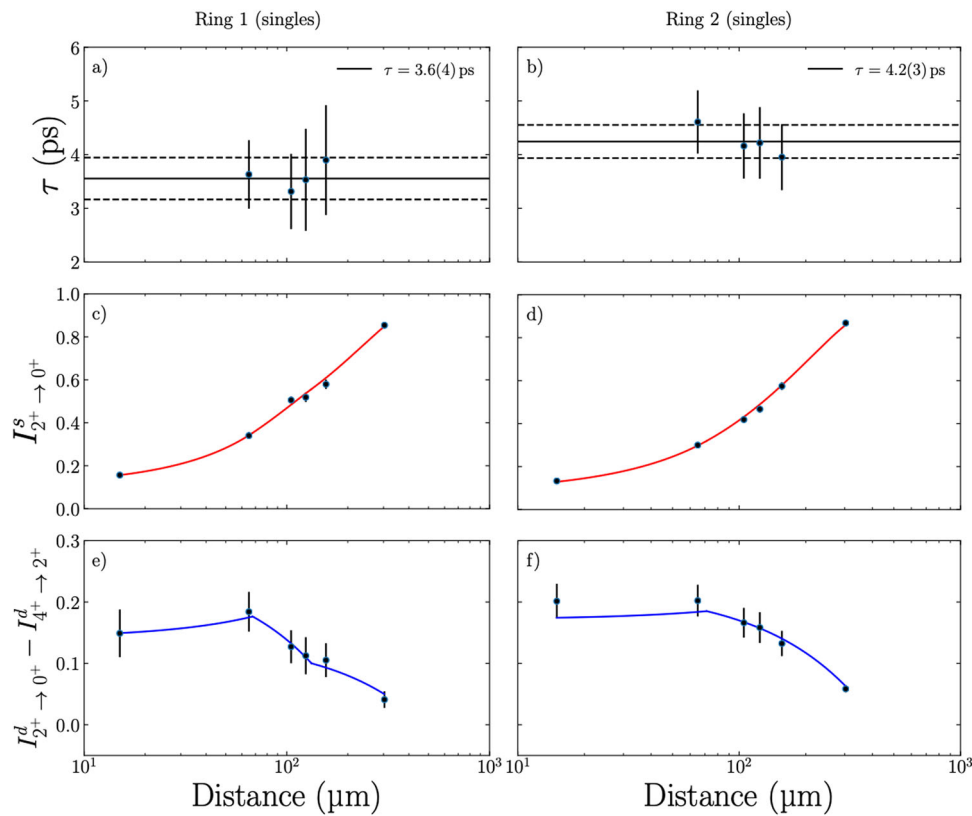 Ring 1 (singles)
Ring 2 (singles)
a)
τ = 3.6(4) ps
b)
τ = 4.2(3) ps
6
5
4
3
2
τ (ps)
c)
d)
1.0
0.8
0.6
0.4
0.2
0.0
I^s_{2^+ → 0^+}
e)
f)
0.3
0.2
0.1
0.0
I^d_{2^+ → 0^+} − I^d_{4^+ → 2^+}
10^1
10^2
10^3
10^1
10^2
10^3
Distance (µm)
Distance (µm)